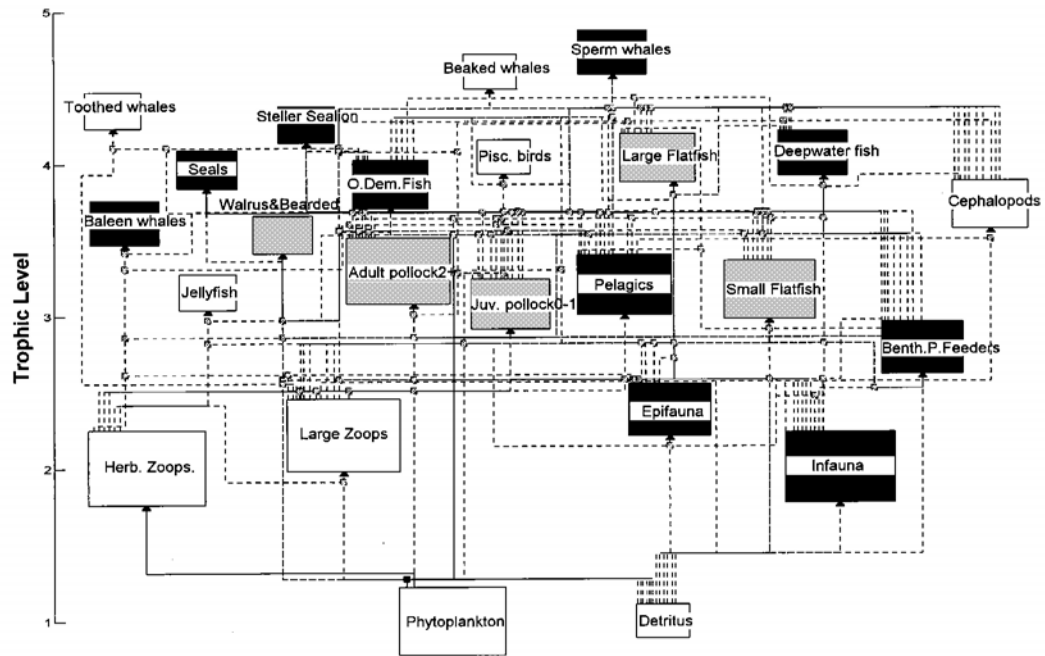 5
Sperm whales
Beaked whales
Toothed whales
Steller Sealion
4
Pisc. birds
Large Flatfish
Deepwater fish
Seals
O.Dem.Fish
Walrus&Bearded
Cephalopods
Baleen whales
Trophic Level
Adult pollock2+
Jellyfish
Juv. pollock0-1
Pelagics
Small Flatfish
3
Benth.P.Feeders
Epifauna
Large Zoops
Herb. Zoops.
Infauna
2
Phytoplankton
Detritus
1